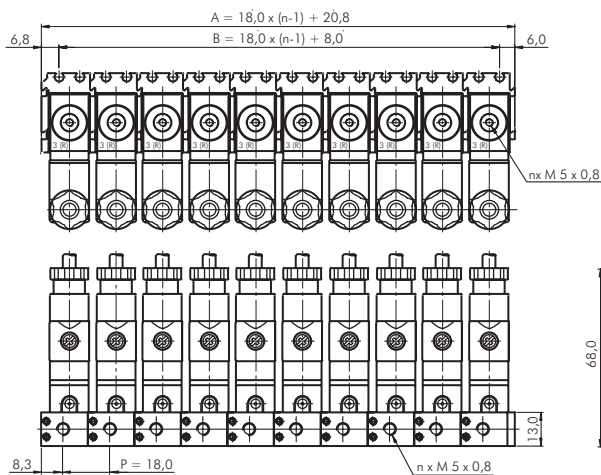 A = 18,0 x (n-1) + 20,8
6,8
B = 18,0 x (n-1) + 8,0
6,0
3 (R) 3 (R) 3 (R) 3 (R) 3 (R) 3 (R) 3 (R) 3 (R) 3 (R) 3 (R)
nx M 5 x 0,8
68,0
13,0
8,3
P = 18,0
n x M 5 x 0,8